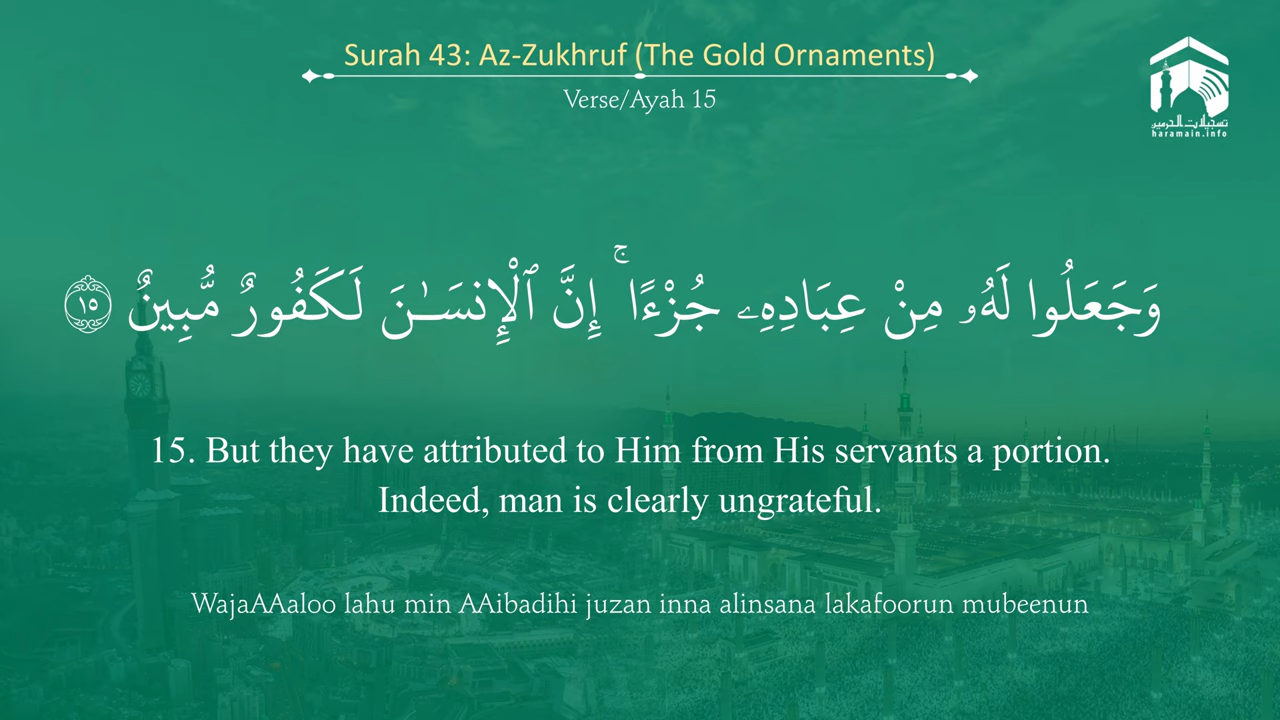 Surah 43: Az-Zukhruf (The Gold Ornaments)
Verse/Ayah 15
تسجيلات الحرمين
haramain.info
وَجَعَلُوا لَهُۥ مِنْ عِبَادِهِۦ جُزْءًا ۚ إِنَّ ٱلْإِنسَـٰنَ لَكَفُورٌ مُّبِينٌ ١٥
15. But they have attributed to Him from His servants a portion.
Indeed, man is clearly ungrateful.
WajaAAaloo lahu min AAibadihi juzan inna alinsana lakafoorun mubeenun